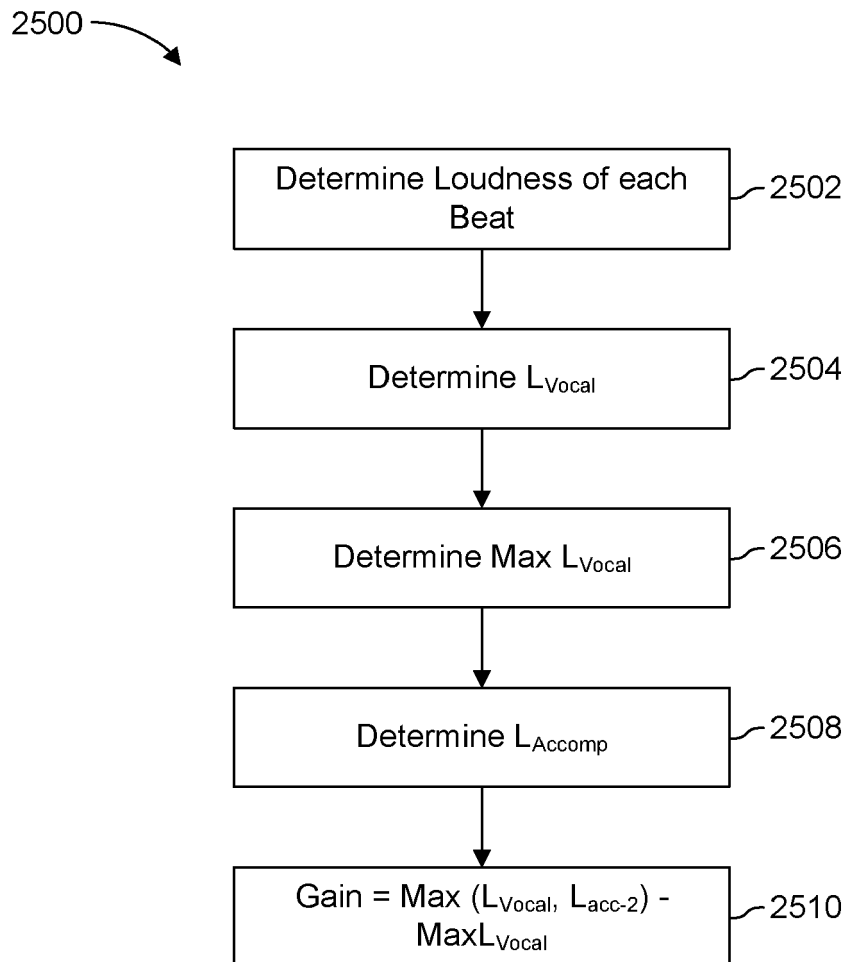 2500
Determine Loudness of each
Beat
2502
Determine L_Vocal
2504
Determine Max L_Vocal
2506
Determine L_Accomp
2508
Gain = Max (L_Vocal, L_acc-2) -
MaxL_Vocal
2510